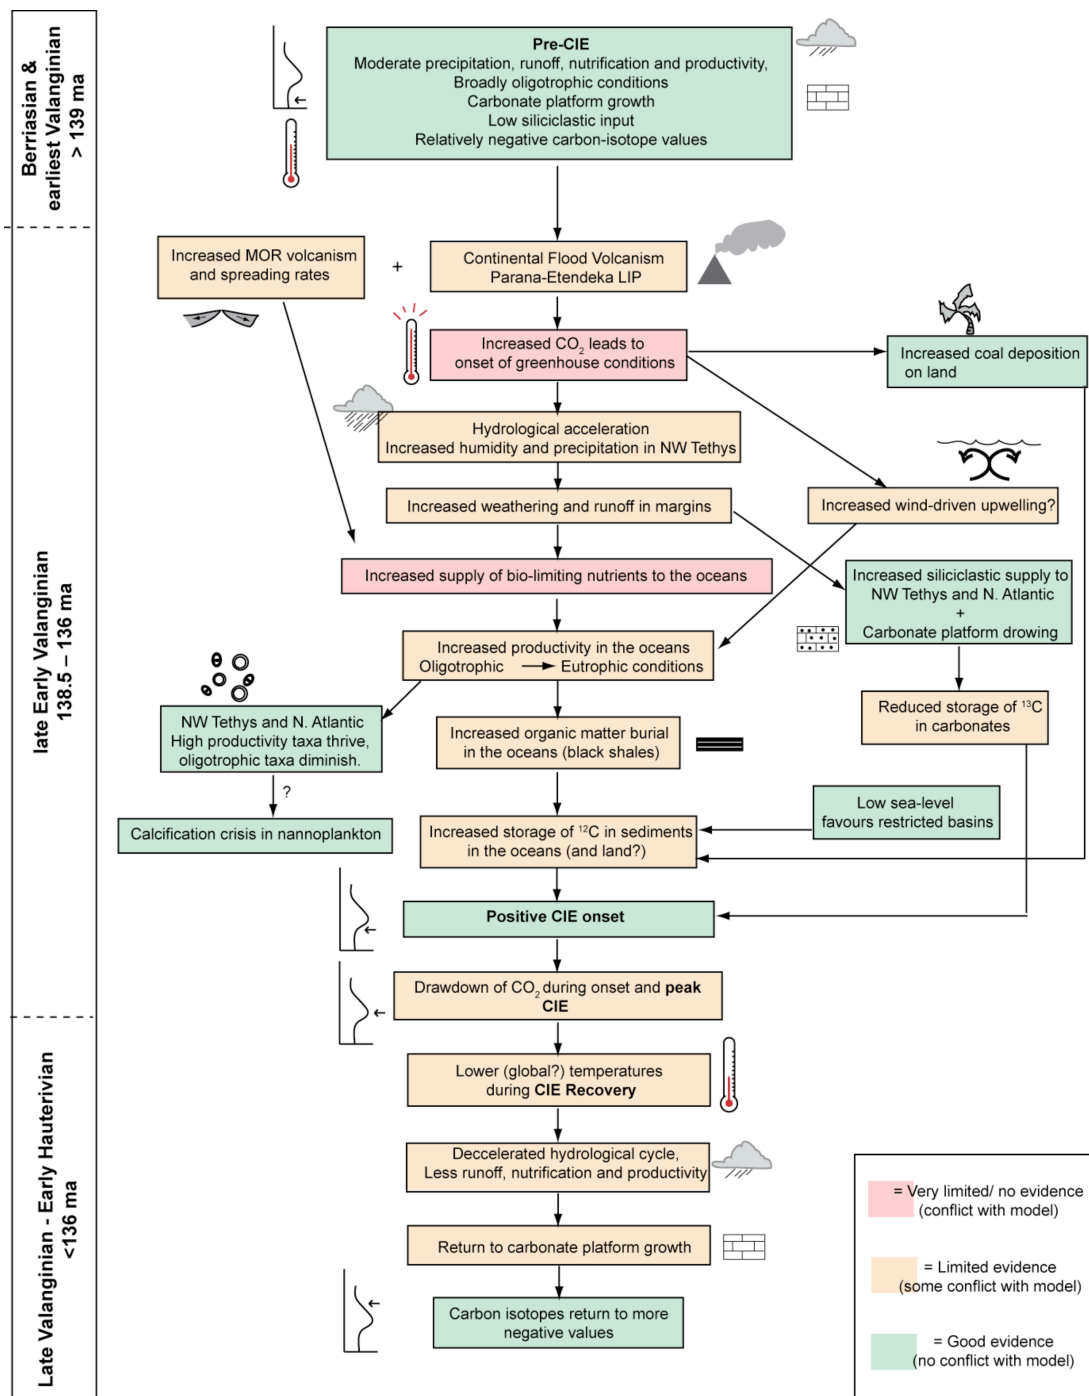 Berriasian &
earliest Valanginian
> 139 ma
Pre-CIE
Moderate precipitation, runoff, nutrification and productivity,
Broadly oligotrophic conditions
Carbonate platform growth
Low siliciclastic input
Relatively negative carbon-isotope values
late Early Valanginian
138.5 – 136 ma
Increased MOR volcanism
and spreading rates
+
Continental Flood Volcanism
Parana-Etendeka LIP
Increased CO₂ leads to
onset of greenhouse conditions
Increased coal deposition
on land
Hydrological acceleration
Increased humidity and precipitation in NW Tethys
Increased weathering and runoff in margins
Increased wind-driven upwelling?
Increased supply of bio-limiting nutrients to the oceans
Increased siliciclastic supply to
NW Tethys and N. Atlantic
+
Carbonate platform drowing
Increased productivity in the oceans
Oligotrophic → Eutrophic conditions
Reduced storage of ¹³C
in carbonates
NW Tethys and N. Atlantic
High productivity taxa thrive,
oligotrophic taxa diminish.
Increased organic matter burial
in the oceans (black shales)
?
Low sea-level
favours restricted basins
Calcification crisis in nannoplankton
Increased storage of ¹²C in sediments
in the oceans (and land?)
Positive CIE onset
Drawdown of CO₂ during onset and peak
CIE
Late Valanginian - Early Hauterivian
<136 ma
Lower (global?) temperatures
during CIE Recovery
Deccelerated hydrological cycle,
Less runoff, nutrification and productivity
Return to carbonate platform growth
Carbon isotopes return to more
negative values
= Very limited/ no evidence
(conflict with model)
= Limited evidence
(some conflict with model)
= Good evidence
(no conflict with model)